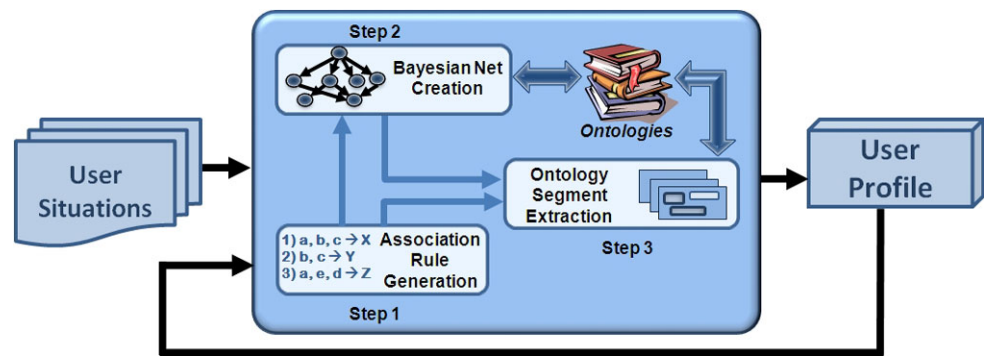 Step 2
Bayesian Net
Creation
Ontologies
User
Situations
Ontology
Segment
Extraction
User
Profile
1) a, b, c → X
2) b, c → Y
3) a, e, d → Z
Association
Rule
Generation
Step 3
Step 1